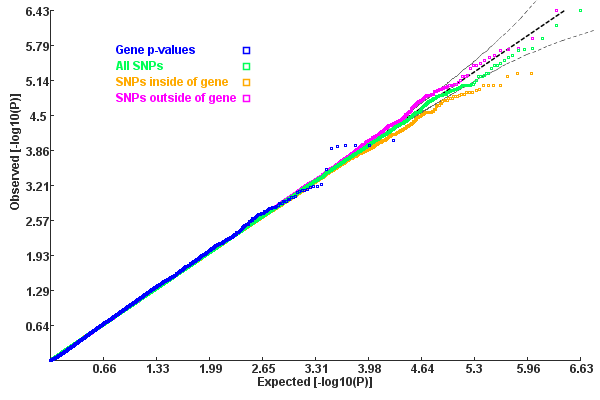 6.43
5.79
5.14
4.5
3.86
3.21
2.57
1.93
1.29
0.64
Observed [-log10(P)]
Gene p-values
All SNPs
SNPs inside of gene
SNPs outside of gene
0.66 1.33 1.99 2.65 3.31 3.98 4.64 5.3 5.96 6.63
Expected [-log10(P)]